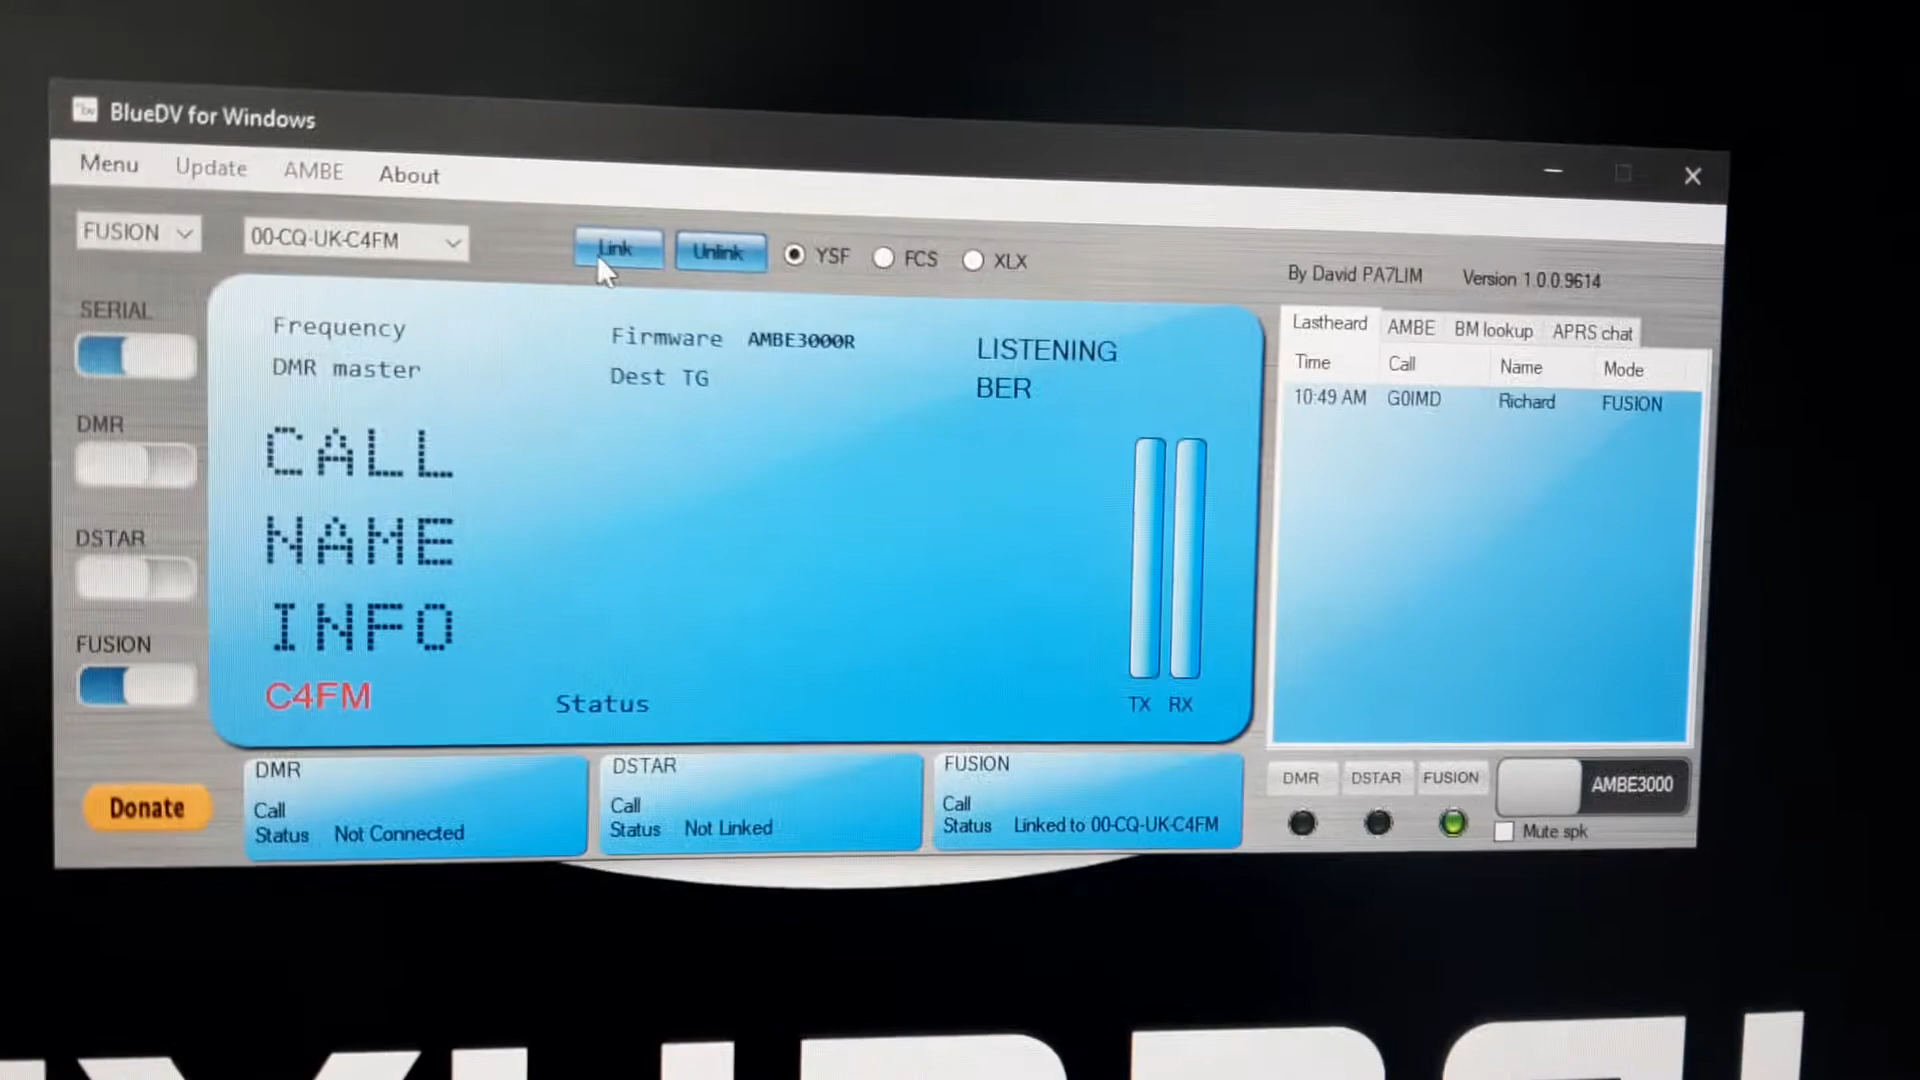 BlueDV for Windows
Menu Update AMBE About
FUSION 00-CQ-UK-C4FM Link Unlink YSF FCS XLX
By David PA7LIM Version 1.0.0.9614
SERIAL
DMR
DSTAR
FUSION
Donate
Frequency Firmware AMBE3000R LISTENING
DMR master Dest TG BER
CALL
NAME
INFO
C4FM Status TX RX
Lastheard AMBE BM lookup APRS chat
Time Call Name Mode
10:49 AM G0IMD Richard FUSION
DMR
Call
Status Not Connected
DSTAR
Call
Status Not Linked
FUSION
Call
Status Linked to 00-CQ-UK-C4FM
DMR DSTAR FUSION AMBE3000
Mute spk